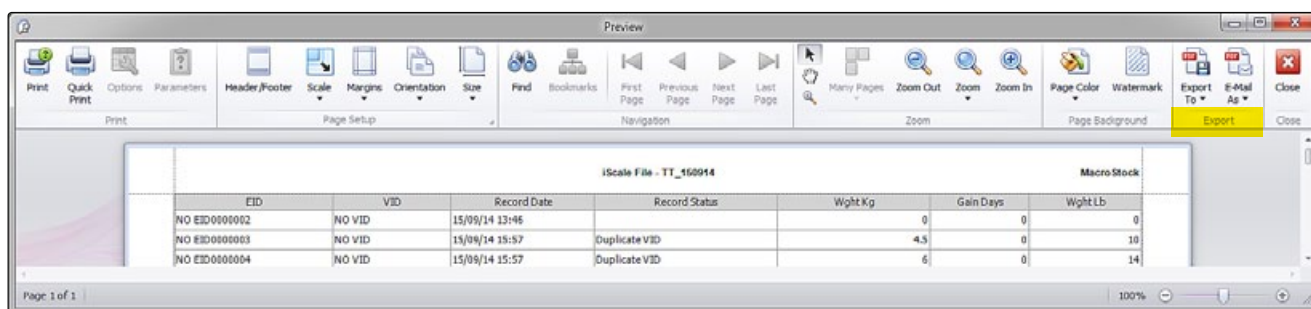 Preview
Print Quick Print Options Parameters Header/Footer Scale Margins Orientation Size Find Bookmarks First Page Previous Page Next Page Last Page Many Pages Zoom Out Zoom Zoom In Page Color Watermark Export To E-Mail As Close
Print Page Setup Navigation Zoom Page Background Export Close
iScale File - TT_150914 MacroStock
EID VID Record Date Record Status Wght Kg Gain Days Wght Lb
NO EID0000002 NO VID 15/09/14 13:46 0 0 0
NO EID0000003 NO VID 15/09/14 15:57 Duplicate VID 4.5 0 10
NO EID0000004 NO VID 15/09/14 15:57 Duplicate VID 6 0 14
Page 1 of 1 100%